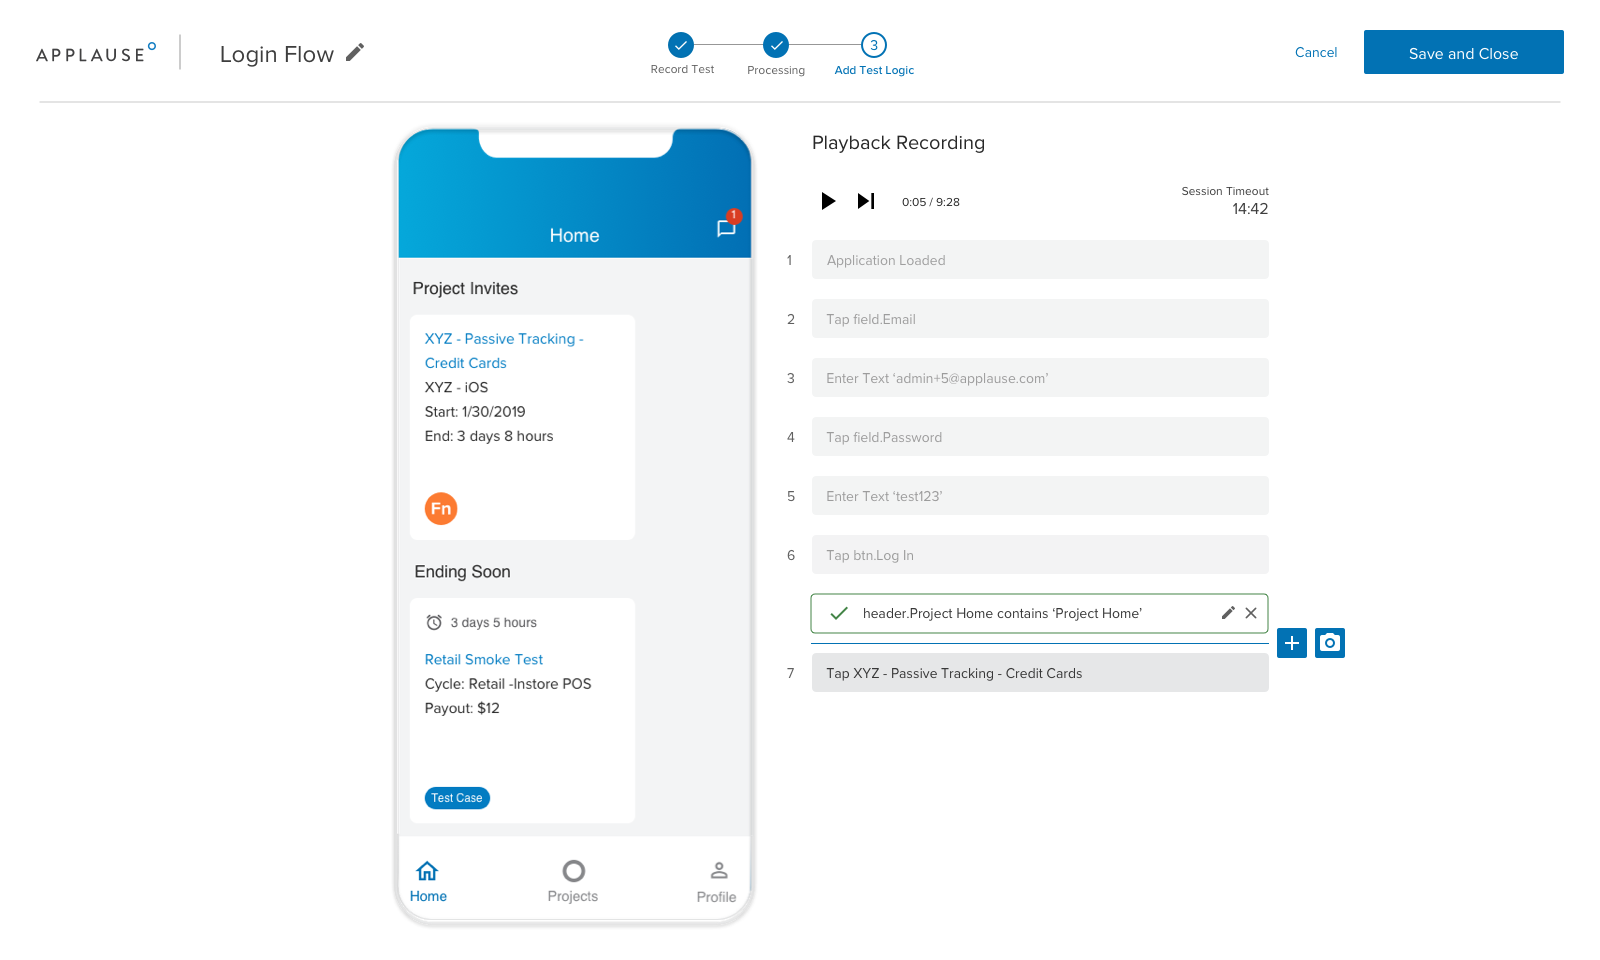 APPLAUSE
Login Flow
3
Record Test
Processing
Add Test Logic
Cancel
Save and Close
Home
1
Project Invites
XYZ - Passive Tracking -
Credit Cards
XYZ - iOS
Start: 1/30/2019
End: 3 days 8 hours
Fn
Ending Soon
3 days 5 hours
Retail Smoke Test
Cycle: Retail -Instore POS
Payout: $12
Test Case
Home
Projects
Profile
Playback Recording
0:05 / 9:28
Session Timeout
14:42
1 Application Loaded
2 Tap field.Email
3 Enter Text ‘admin+5@applause.com’
4 Tap field.Password
5 Enter Text ‘test123’
6 Tap btn.Log In
header.Project Home contains ‘Project Home’
7 Tap XYZ - Passive Tracking - Credit Cards